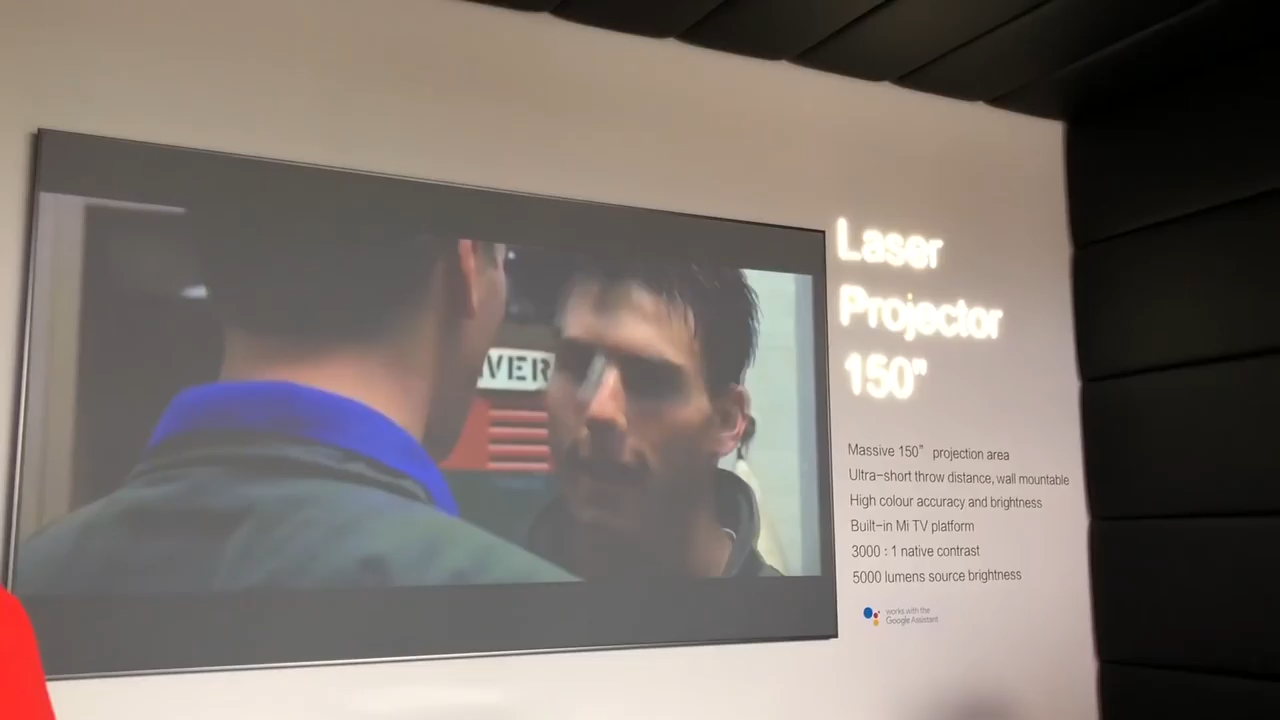 VER
Laser
Projector
150"
Massive 150" projection area
Ultra-short throw distance, wall mountable
High colour accuracy and brightness
Built-in Mi TV platform
3000 : 1 native contrast
5000 lumens source brightness
works with the
Google Assistant